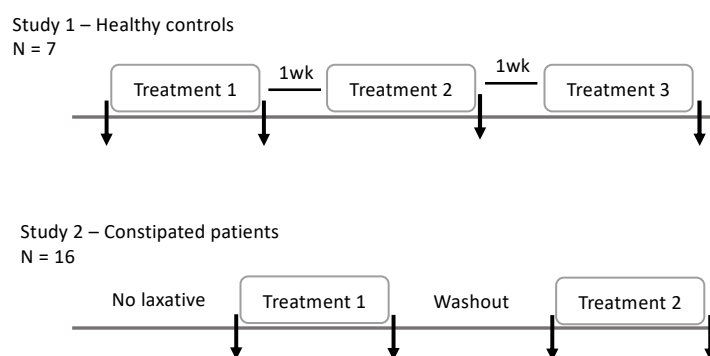 Study 1 – Healthy controls
N = 7
Treatment 1
1wk
Treatment 2
1wk
Treatment 3
Study 2 – Constipated patients
N = 16
No laxative
Treatment 1
Washout
Treatment 2